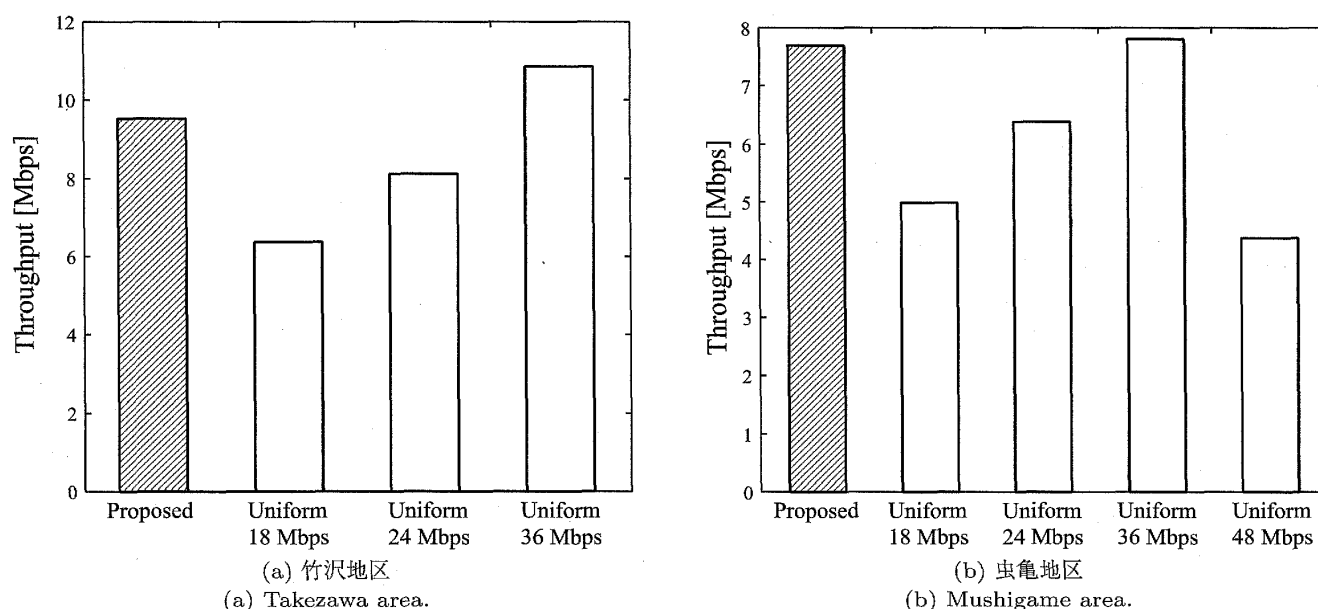 Throughput [Mbps]
12
10
8
6
4
2
0
Proposed
Uniform
18 Mbps
Uniform
24 Mbps
Uniform
36 Mbps
(a) 竹沢地区
(a) Takezawa area.
Throughput [Mbps]
8
7
6
5
4
3
2
1
0
Proposed
Uniform
18 Mbps
Uniform
24 Mbps
Uniform
36 Mbps
Uniform
48 Mbps
(b) 虫亀地区
(b) Mushigame area.